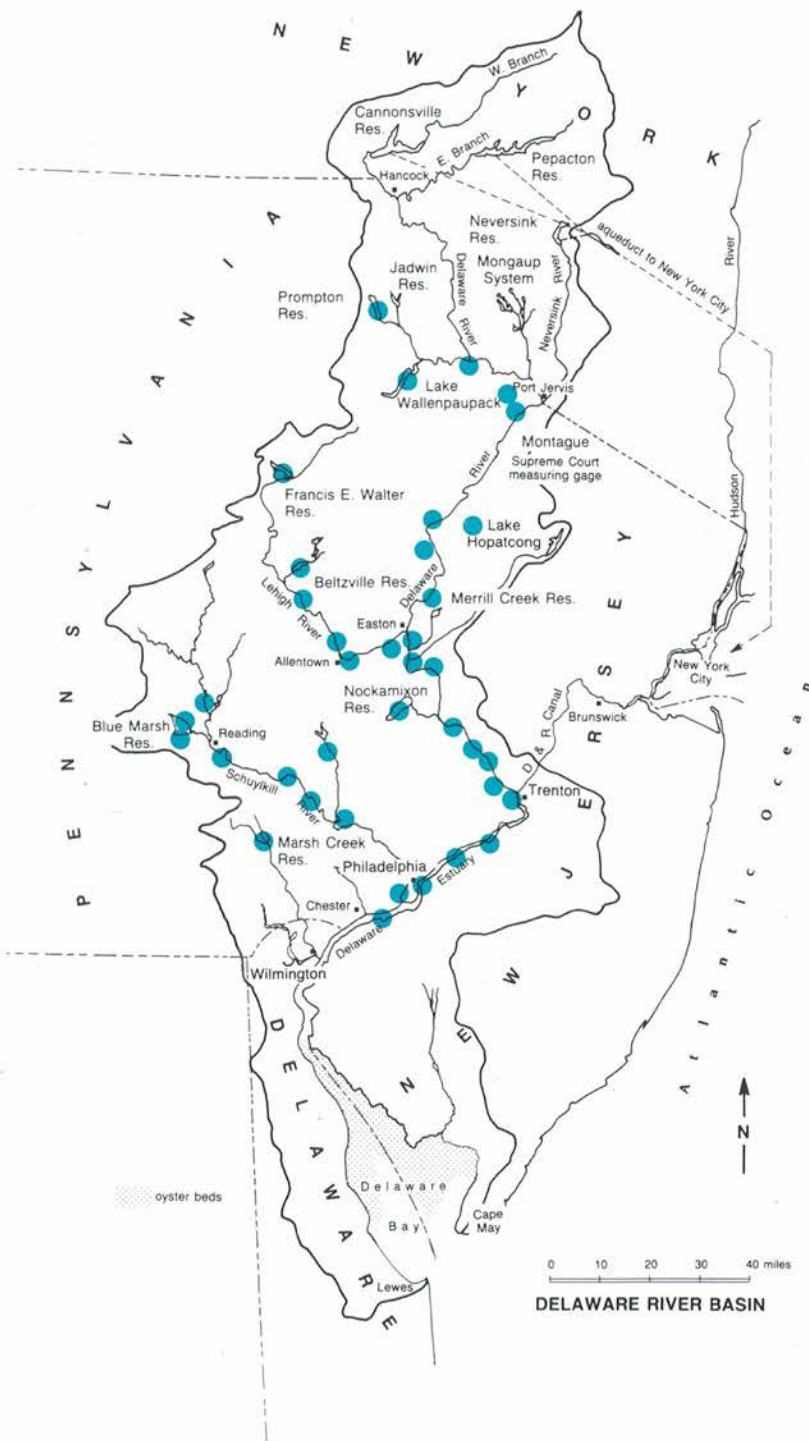 N E W Y O R K
W. Branch
Cannonsville
Res.
E. Branch
Hancock
Pepacton
Res.
Neversink
Res.
aqueduct to New York City
River
Jadwin
Res.
Delaware
River
Mongaup
System
Neversink River
Prompton
Res.
Lake
Wallenpaupack
Port Jervis
Montague
Supreme Court
measuring gage
River
Hudson
Francis E. Walter
Res.
Lake
Hopatcong
Beltzville Res.
Delaware
Merrill Creek Res.
Lehigh
River
Easton
Allentown
New York
City
Nockamixon
Res.
Brunswick
D & R Canal
Blue Marsh
Res.
Reading
Schuylkill
River
Trenton
Marsh Creek
Res.
Philadelphia
Estuary
Chester
Delaware
Wilmington
P E N N S Y L V A N I A
N E W J E R S E Y
D E L A W A R E
Atlantic Ocean
N
oyster beds
Delaware
Bay
Cape
May
Lewes
0 10 20 30 40 miles
DELAWARE RIVER BASIN